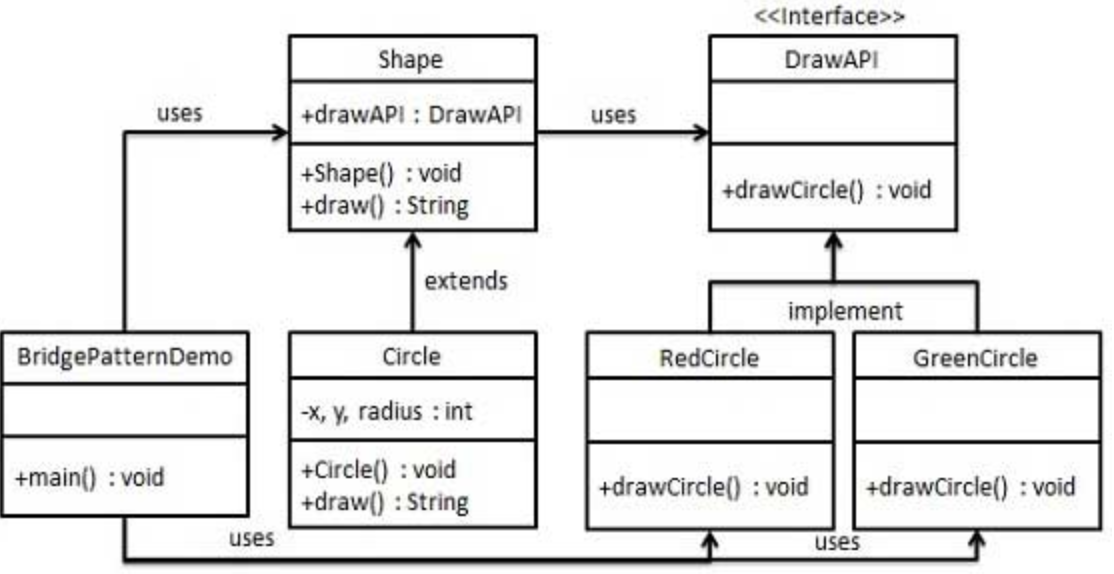 <<Interface>>
Shape
DrawAPI
uses
+drawAPI : DrawAPI
uses
+Shape() : void
+draw() : String
+drawCircle() : void
extends
implement
BridgePatternDemo
Circle
RedCircle
GreenCircle
-x, y, radius : int
+main() : void
+Circle() : void
+draw() : String
+drawCircle() : void
+drawCircle() : void
uses
uses